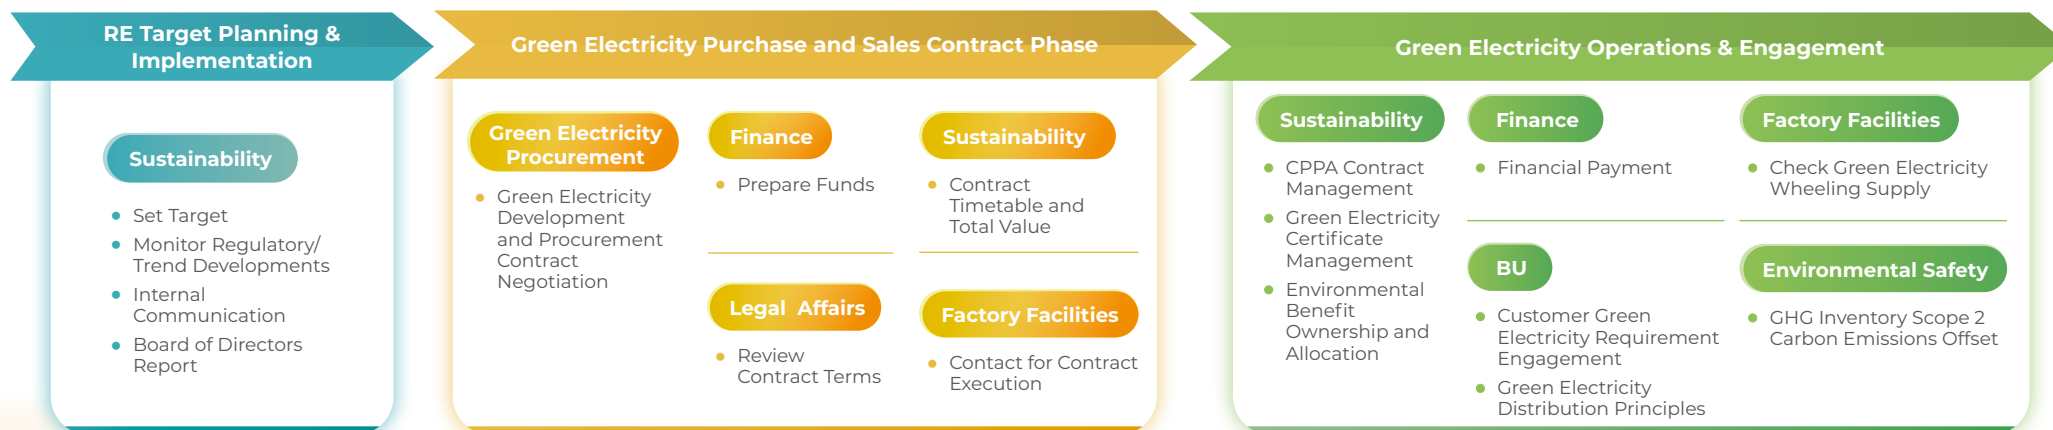 RE Target Planning &
Implementation
Sustainability
Set Target
Monitor Regulatory/
Trend Developments
Internal
Communication
Board of Directors
Report
Green Electricity Purchase and Sales Contract Phase
Green Electricity
Procurement
Green Electricity
Development
and Procurement
Contract
Negotiation
Finance
Prepare Funds
Legal Affairs
Review
Contract Terms
Sustainability
Contract
Timetable and
Total Value
Factory Facilities
Contact for Contract
Execution
Green Electricity Operations & Engagement
Sustainability
CPPA Contract
Management
Green Electricity
Certificate
Management
Environmental
Benefit
Ownership and
Allocation
Finance
Financial Payment
BU
Customer Green
Electricity Requirement
Engagement
Green Electricity
Distribution Principles
Factory Facilities
Check Green Electricity
Wheeling Supply
Environmental Safety
GHG Inventory Scope 2
Carbon Emissions Offset